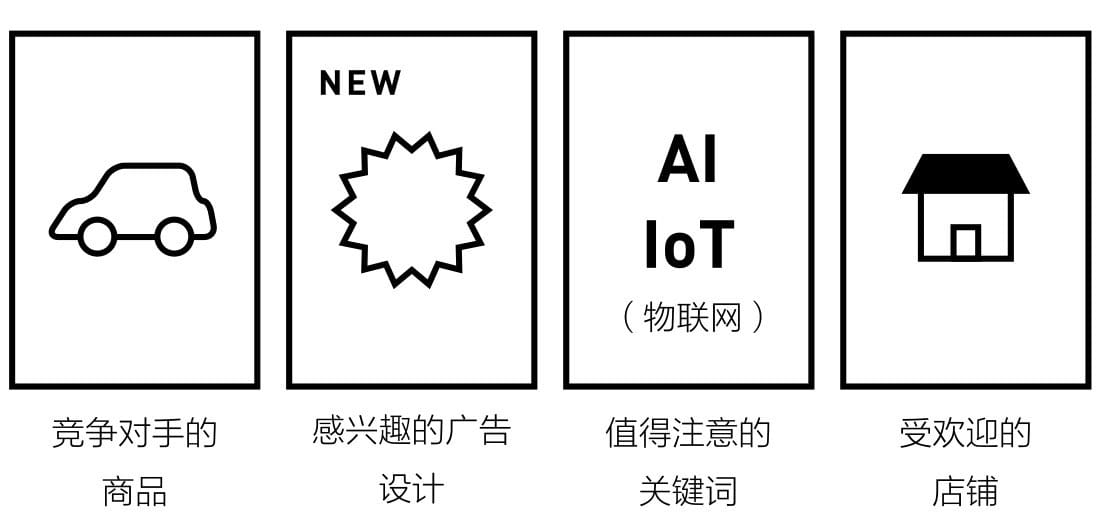 NEW
AI
IoT
（物联网）
竞争对手的
商品
感兴趣的广告
设计
值得注意的
关键词
受欢迎的
店铺